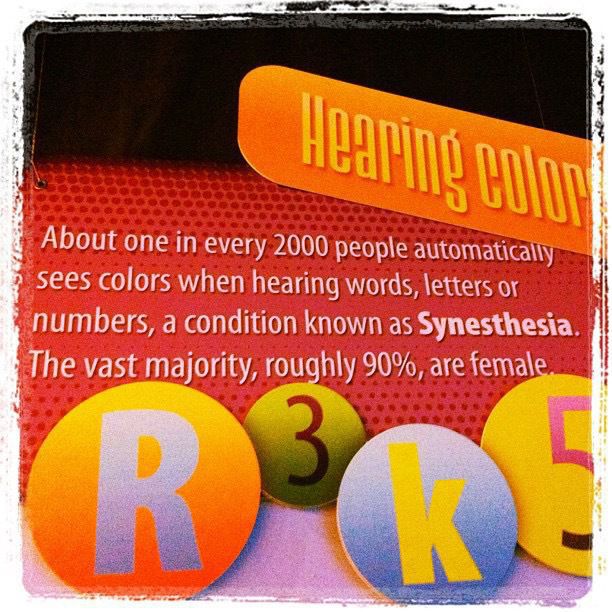 Hearing color
About one in every 2000 people automatically
sees colors when hearing words, letters or
numbers, a condition known as Synesthesia.
The vast majority, roughly 90%, are female.
R 3 k 5